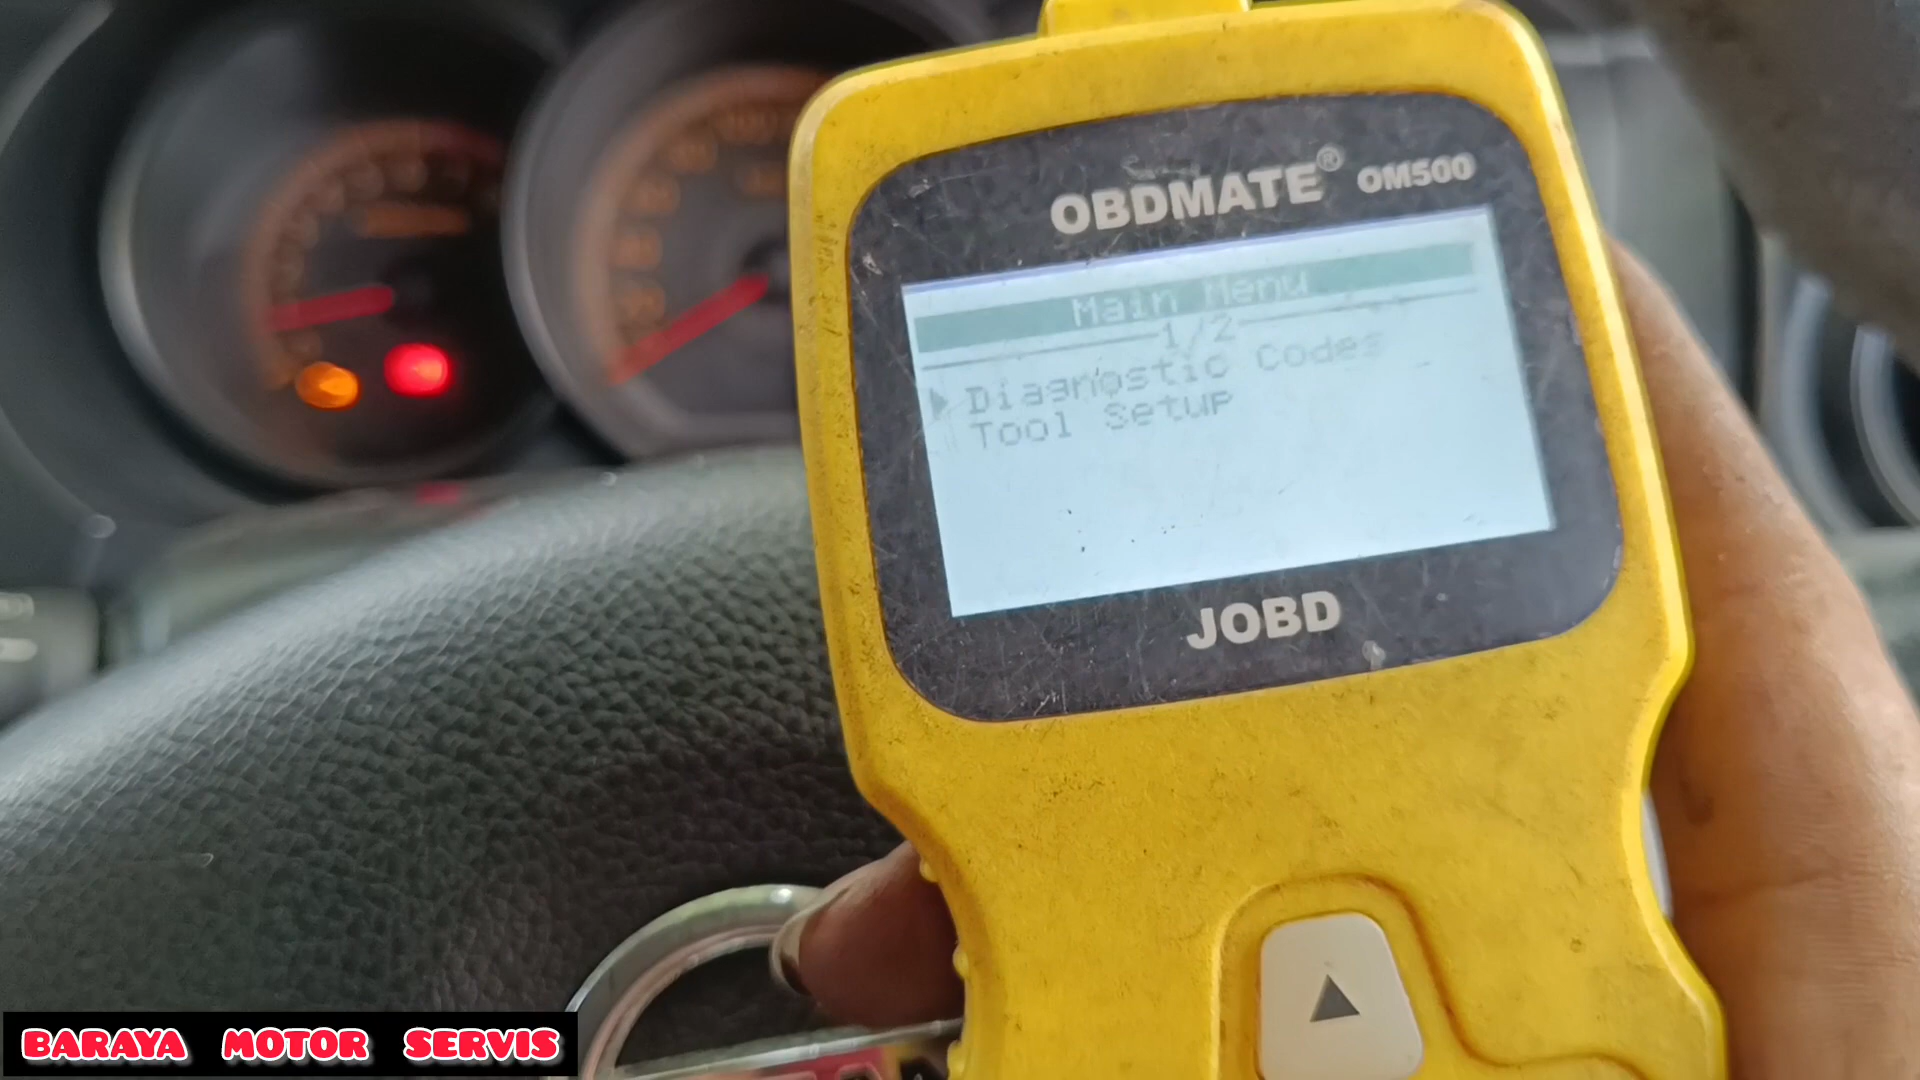 OBDMATE® OM500
Main Menu
1/2
Diagnostic Codes
Tool Setup
JOBD
BARAYA MOTOR SERVIS